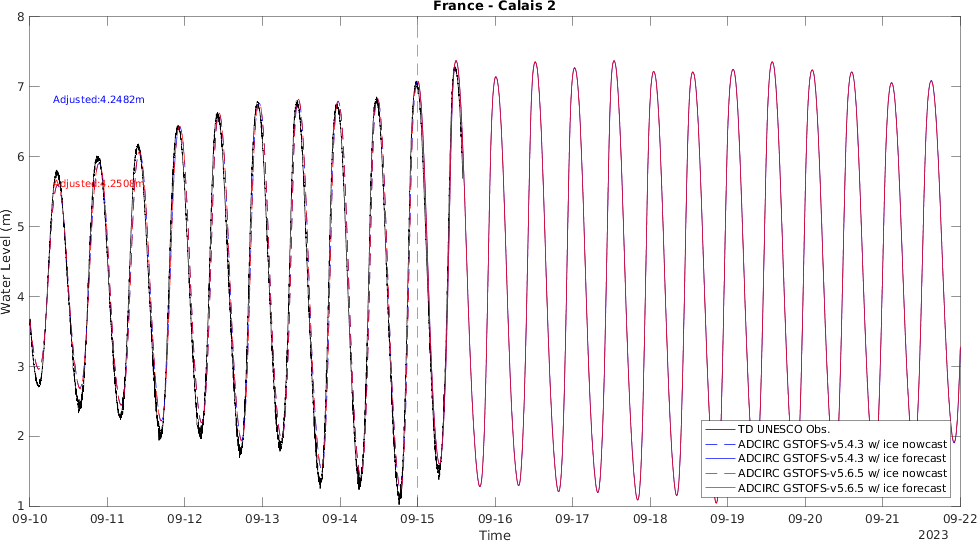 France - Calais 2
Water Level (m)
8
7
6
5
4
3
2
1
Adjusted:4.2482m
Adjusted:4.2508m
TD UNESCO Obs.
ADCIRC GSTOFS-v5.4.3 w/ ice nowcast
ADCIRC GSTOFS-v5.4.3 w/ ice forecast
ADCIRC GSTOFS-v5.6.5 w/ ice nowcast
ADCIRC GSTOFS-v5.6.5 w/ ice forecast
09-10 09-11 09-12 09-13 09-14 09-15 09-16 09-17 09-18 09-19 09-20 09-21 09-22
Time
2023